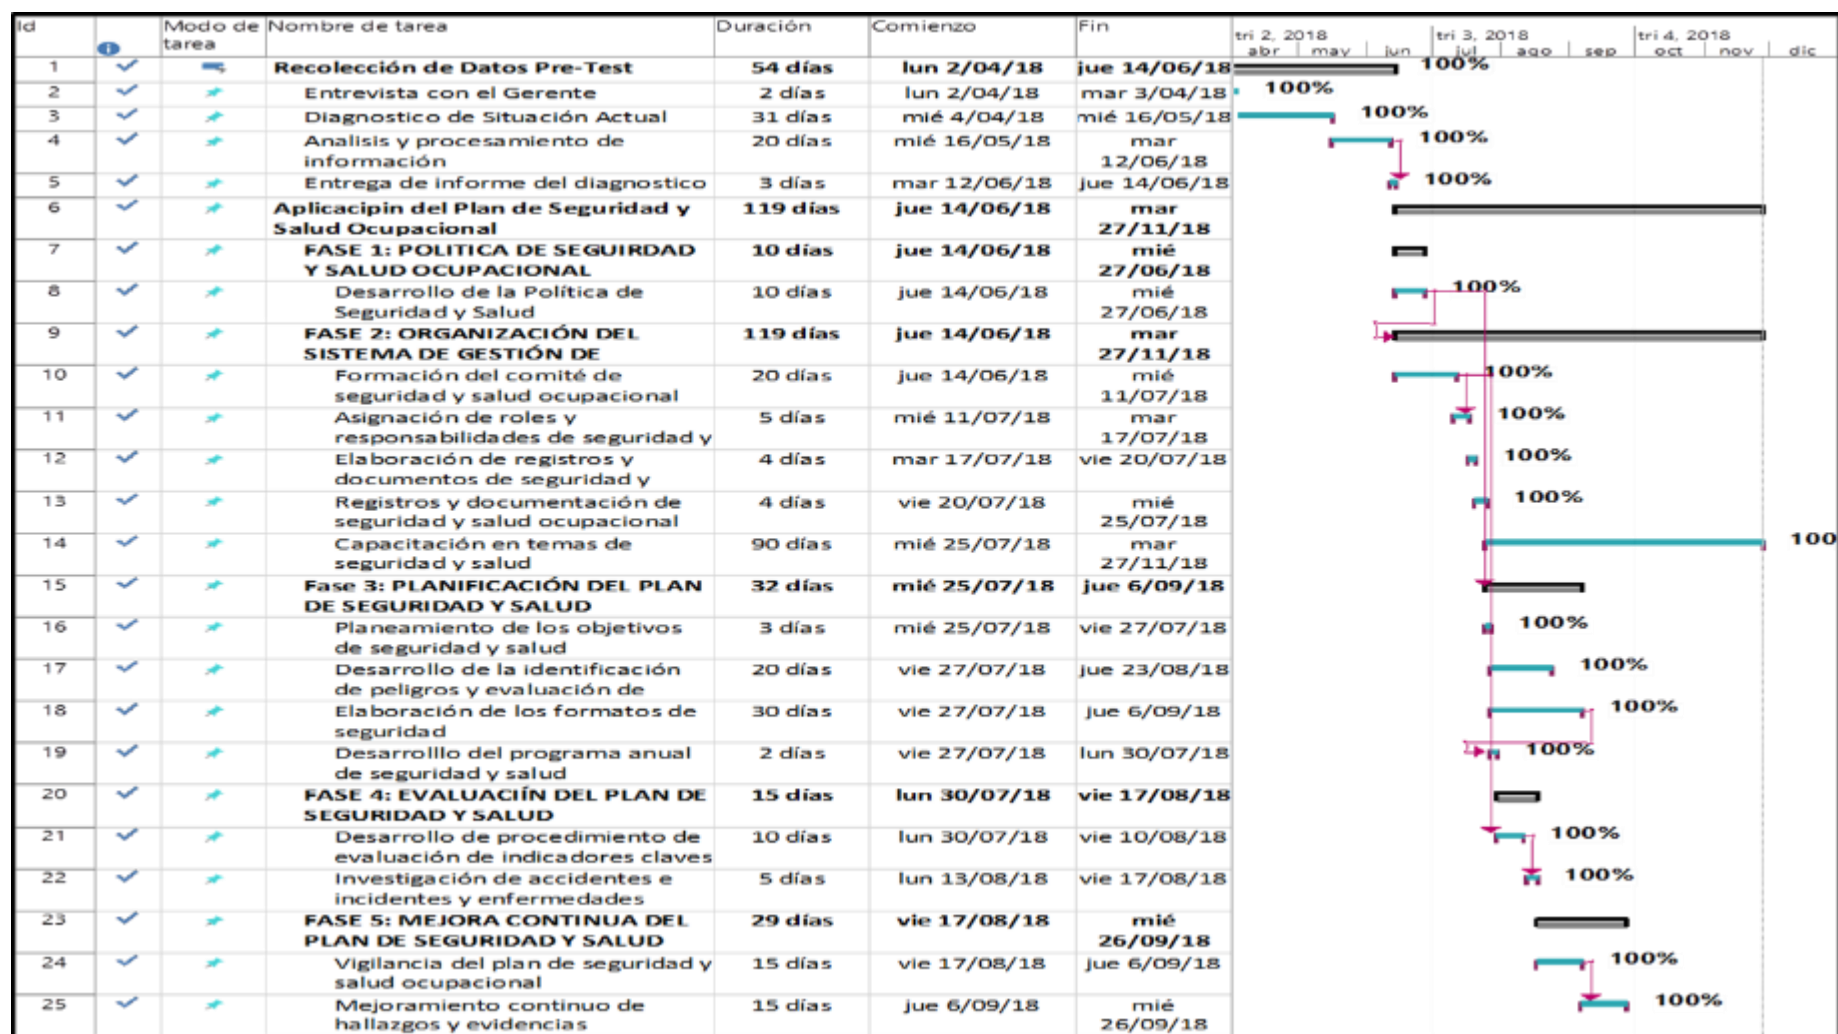 Id Modo de Nombre de tarea Duración Comienzo Fin
tarea
tri 2, 2018 tri 3, 2018 tri 4, 2018
abr may jun jul ago sep oct nov dic
1 Recolección de Datos Pre-Test 54 días lun 2/04/18 jue 14/06/18 100%
2 Entrevista con el Gerente 2 días lun 2/04/18 mar 3/04/18 100%
3 Diagnostico de Situación Actual 31 días mié 4/04/18 mié 16/05/18 100%
4 Analisis y procesamiento de 20 días mié 16/05/18 mar 100%
información 12/06/18
5 Entrega de informe del diagnostico 3 días mar 12/06/18 jue 14/06/18 100%
6 Aplicacipin del Plan de Seguridad y 119 días jue 14/06/18 mar
Salud Ocupacional 27/11/18
7 FASE 1: POLITICA DE SEGUIRDAD 10 días jue 14/06/18 mié
Y SALUD OCUPACIONAL 27/06/18
8 Desarrollo de la Política de 10 días jue 14/06/18 mié 100%
Seguridad y Salud 27/06/18
9 FASE 2: ORGANIZACIÓN DEL 119 días jue 14/06/18 mar
SISTEMA DE GESTIÓN DE 27/11/18
10 Formación del comité de 20 días jue 14/06/18 mié 100%
seguridad y salud ocupacional 11/07/18
11 Asignación de roles y 5 días mié 11/07/18 mar 100%
responsabilidades de seguridad y 17/07/18
12 Elaboración de registros y 4 días mar 17/07/18 vie 20/07/18 100%
documentos de seguridad y
13 Registros y documentación de 4 días vie 20/07/18 mié 100%
seguridad y salud ocupacional 25/07/18
14 Capacitación en temas de 90 días mié 25/07/18 mar 100
seguridad y salud 27/11/18
15 Fase 3: PLANIFICACIÓN DEL PLAN 32 días mié 25/07/18 jue 6/09/18
DE SEGURIDAD Y SALUD
16 Planeamiento de los objetivos 3 días mié 25/07/18 vie 27/07/18 100%
de seguridad y salud
17 Desarrollo de la identificación 20 días vie 27/07/18 jue 23/08/18 100%
de peligros y evaluación de
18 Elaboración de los formatos de 30 días vie 27/07/18 jue 6/09/18 100%
seguridad
19 Desarrolllo del programa anual 2 días vie 27/07/18 lun 30/07/18 100%
de seguridad y salud
20 FASE 4: EVALUACIÍN DEL PLAN DE 15 días lun 30/07/18 vie 17/08/18
SEGURIDAD Y SALUD
21 Desarrollo de procedimiento de 10 días lun 30/07/18 vie 10/08/18 100%
evaluación de indicadores claves
22 Investigación de accidentes e 5 días lun 13/08/18 vie 17/08/18 100%
incidentes y enfermedades
23 FASE 5: MEJORA CONTINUA DEL 29 días vie 17/08/18 mié
PLAN DE SEGURIDAD Y SALUD 26/09/18
24 Vigilancia del plan de seguridad y 15 días vie 17/08/18 jue 6/09/18 100%
salud ocupacional
25 Mejoramiento continuo de 15 días jue 6/09/18 mié 100%
hallazgos y evidencias 26/09/18